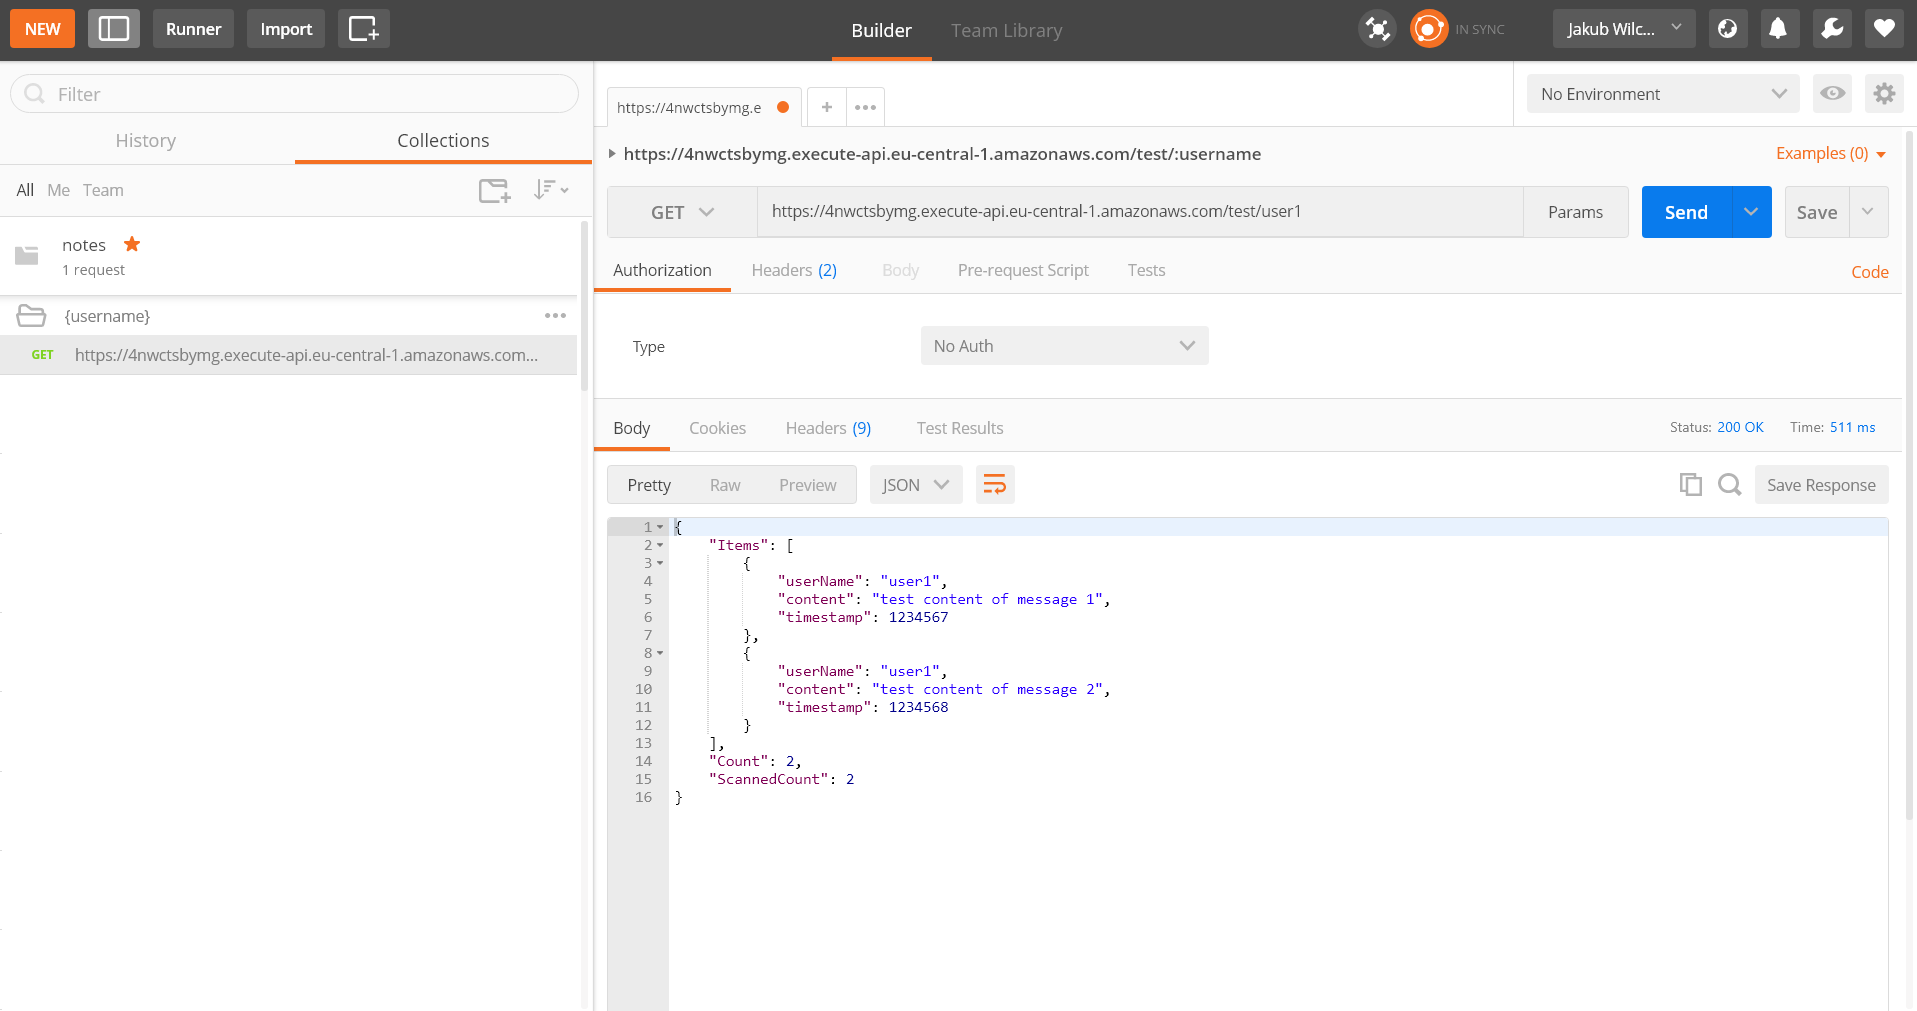 NEW Runner Import Builder Team Library IN SYNC Jakub Wilc...
Filter
History Collections
All Me Team
notes
1 request
{username}
GET https://4nwctsbymg.execute-api.eu-central-1.amazonaws.com...
https://4nwctsbymg.e + No Environment
https://4nwctsbymg.execute-api.eu-central-1.amazonaws.com/test/:username Examples (0)
GET https://4nwctsbymg.execute-api.eu-central-1.amazonaws.com/test/user1 Params Send Save
Authorization Headers (2) Body Pre-request Script Tests Code
Type No Auth
Body Cookies Headers (9) Test Results Status: 200 OK Time: 511 ms
Pretty Raw Preview JSON Save Response
1 {
2 "Items": [
3 {
4 "userName": "user1",
5 "content": "test content of message 1",
6 "timestamp": 1234567
7 },
8 {
9 "userName": "user1",
10 "content": "test content of message 2",
11 "timestamp": 1234568
12 }
13 ],
14 "Count": 2,
15 "ScannedCount": 2
16 }